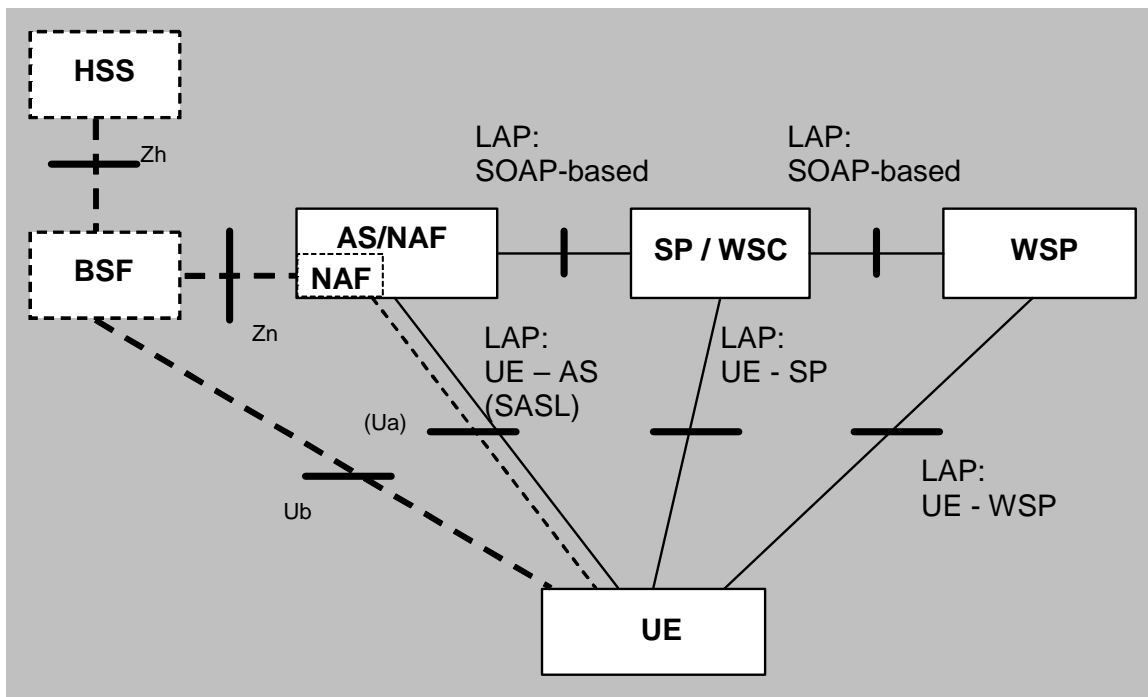 HSS
Zh
LAP:
SOAP-based
LAP:
SOAP-based
BSF
AS/NAF
NAF
SP / WSC
WSP
Zn
LAP:
UE – AS
(SASL)
LAP:
UE - SP
(Ua)
LAP:
UE - WSP
Ub
UE